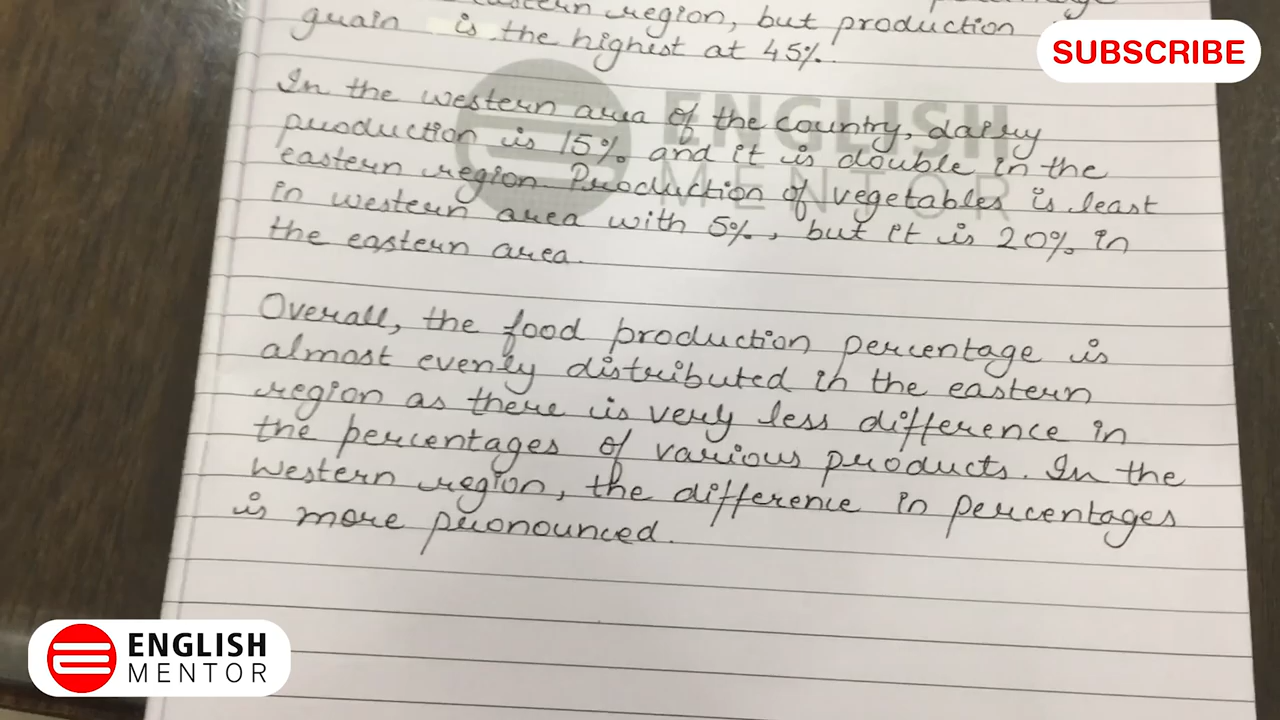 eastern region, but production
grain is the highest at 45%.
SUBSCRIBE
In the western area of the country, dairy
production is 15% and it is double in the
eastern region. Production of vegetables is least
in western area with 5%, but it is 20% in
the eastern area.
ENGLISH
MENTOR
Overall, the food production percentage is
almost evenly distributed in the eastern
region as there is very less difference in
the percentages of various products. In the
western region, the difference in percentages
is more pronounced.
ENGLISH
MENTOR